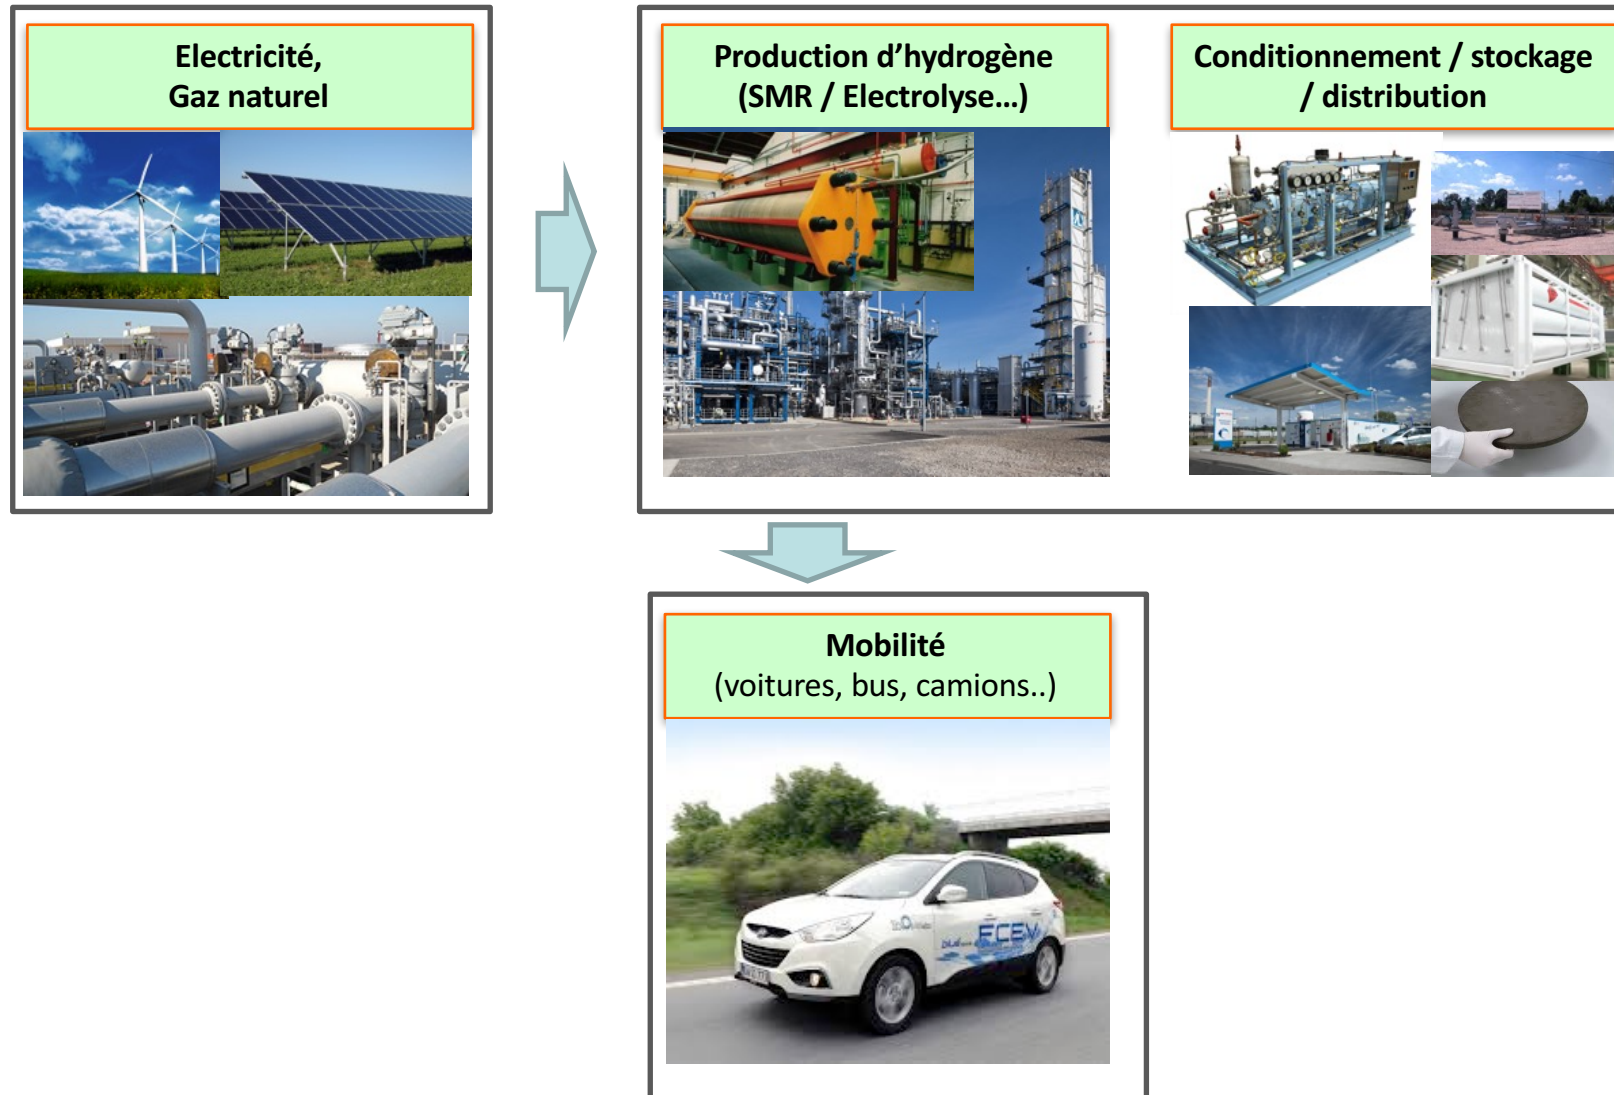 Electricité,
Gaz naturel
Production d’hydrogène
(SMR / Electrolyse...)
Conditionnement / stockage
/ distribution
Mobilité
(voitures, bus, camions..)
FCEV